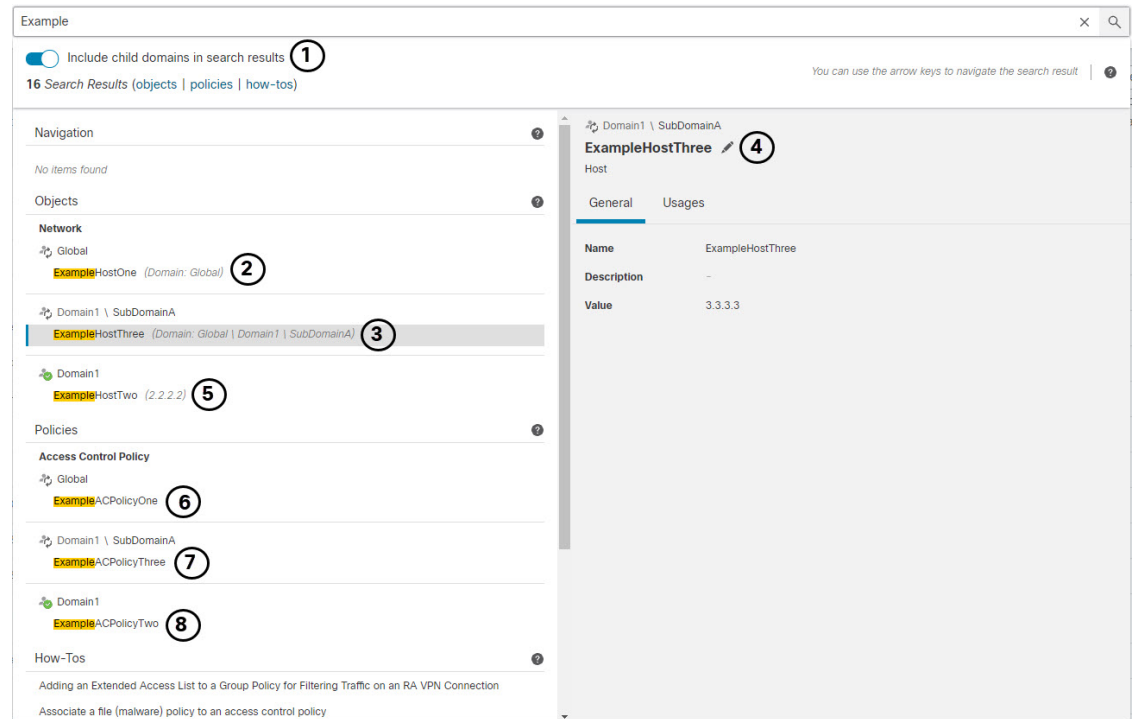 Example
Include child domains in search results 1
16 Search Results (objects | policies | how-tos)
You can use the arrow keys to navigate the search result
Navigation
No items found
Objects
Network
Global
ExampleHostOne (Domain: Global) 2
Domain1 \ SubDomainA
ExampleHostThree (Domain: Global \ Domain1 \ SubDomainA) 3
Domain1
ExampleHostTwo (2.2.2.2) 5
Policies
Access Control Policy
Global
ExampleACPolicyOne 6
Domain1 \ SubDomainA
ExampleACPolicyThree 7
Domain1
ExampleACPolicyTwo 8
How-Tos
Adding an Extended Access List to a Group Policy for Filtering Traffic on an RA VPN Connection
Associate a file (malware) policy to an access control policy
Domain1 \ SubDomainA
ExampleHostThree 4
Host
General Usages
Name ExampleHostThree
Description –
Value 3.3.3.3